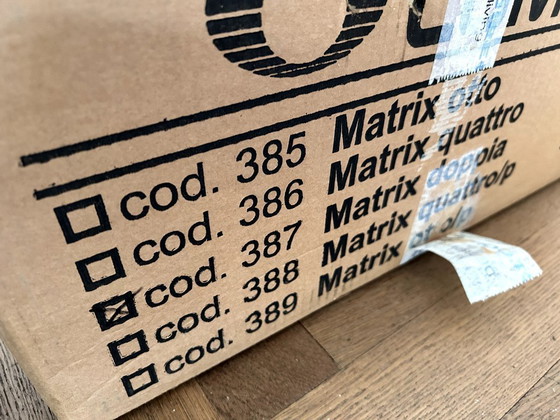 cod. 385 Matrix otto
cod. 386 Matrix quattro
cod. 387 Matrix doppia
cod. 388 Matrix quattro/p
cod. 389 Matrix ot o/p